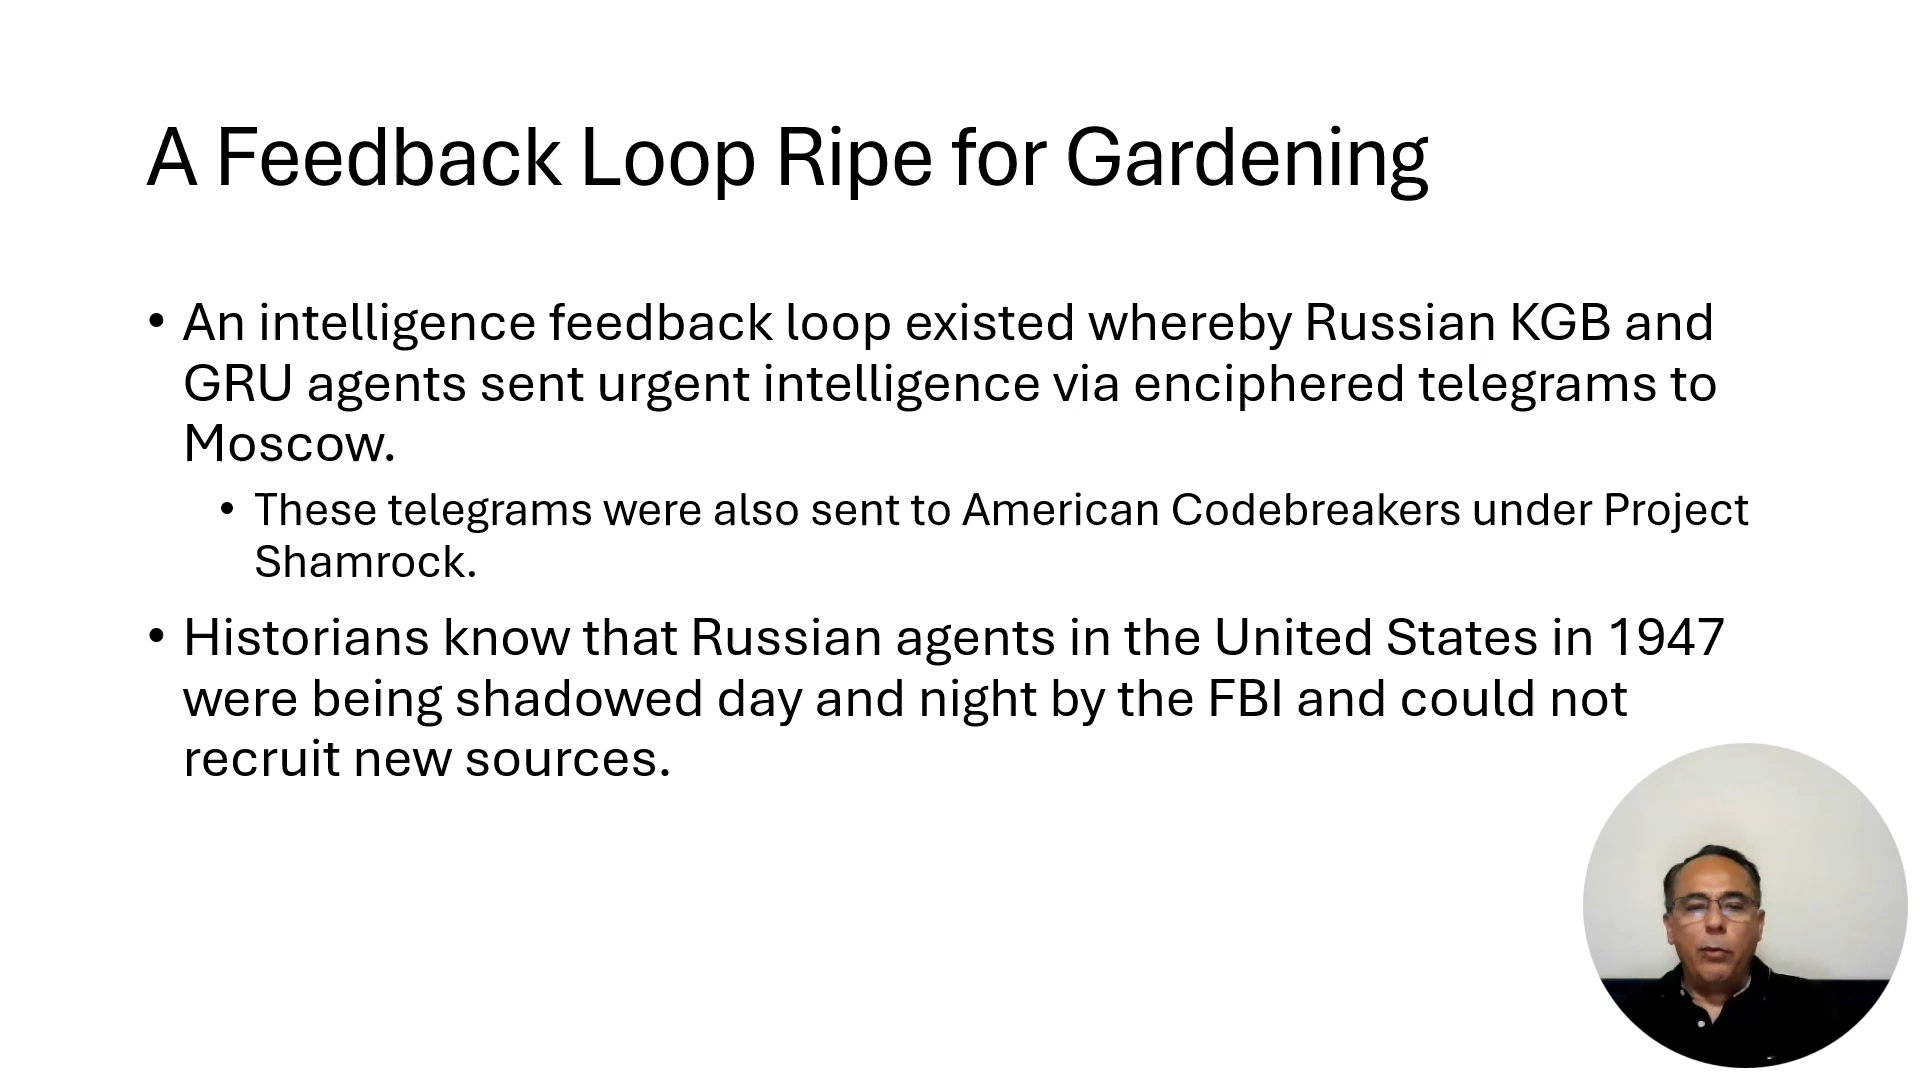 A Feedback Loop Ripe for Gardening
• An intelligence feedback loop existed whereby Russian KGB and
GRU agents sent urgent intelligence via enciphered telegrams to
Moscow.
• These telegrams were also sent to American Codebreakers under Project
Shamrock.
• Historians know that Russian agents in the United States in 1947
were being shadowed day and night by the FBI and could not
recruit new sources.